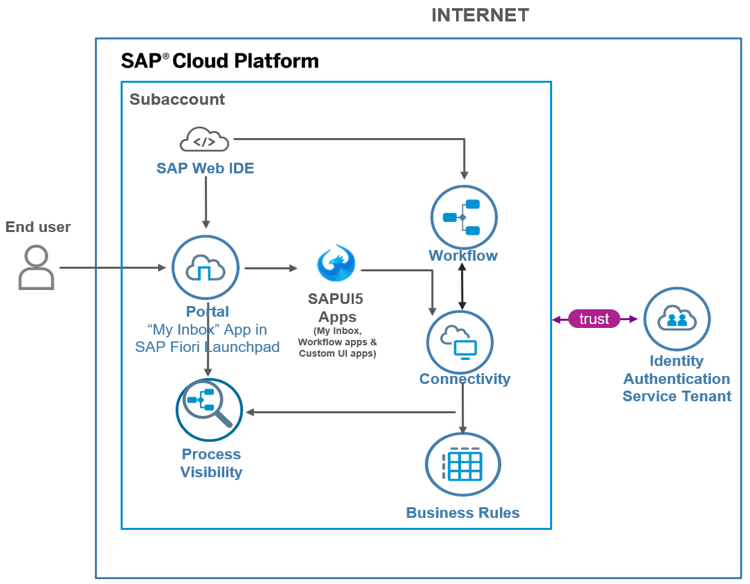 INTERNET
SAP® Cloud Platform
Subaccount
</>
SAP Web IDE
End user
Workflow
Portal
“My Inbox” App in
SAP Fiori Launchpad
SAPUI5
Apps
(My Inbox,
Workflow apps &
Custom UI apps)
trust
Connectivity
Identity
Authentication
Service Tenant
Process
Visibility
Business Rules